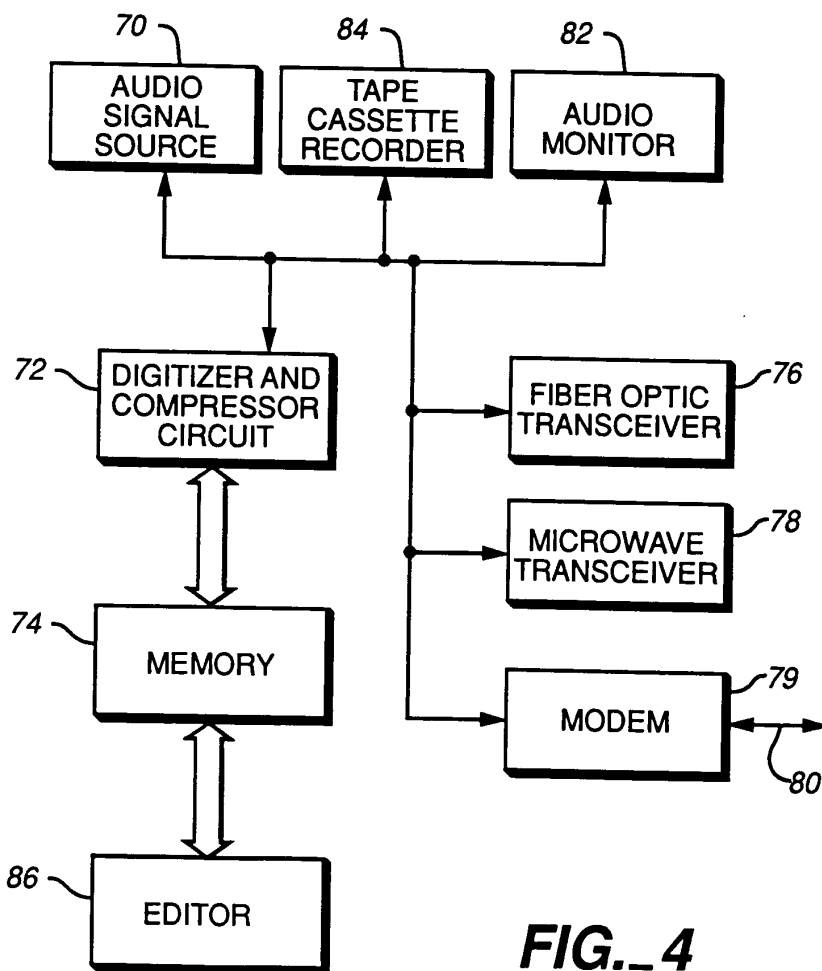 70
84
82
AUDIO
SIGNAL
SOURCE
TAPE
CASSETTE
RECORDER
AUDIO
MONITOR
72
DIGITIZER AND
COMPRESSOR
CIRCUIT
76
FIBER OPTIC
TRANSCEIVER
78
MICROWAVE
TRANSCEIVER
74
MEMORY
79
MODEM
80
86
EDITOR
FIG._4